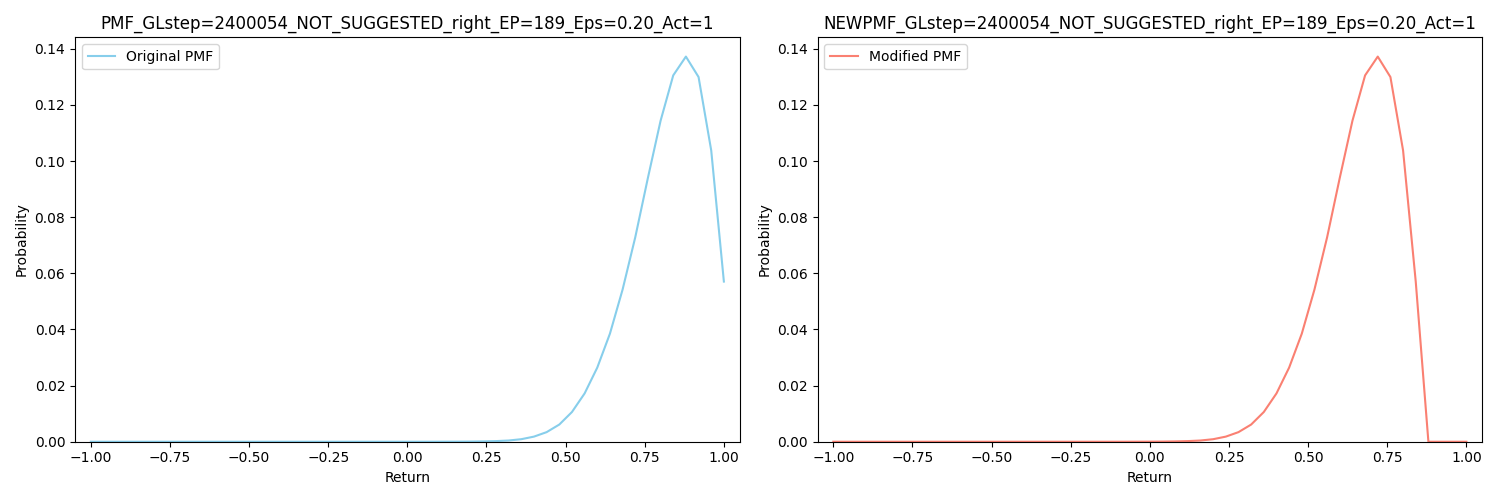 PMF_GLstep=2400054_NOT_SUGGESTED_right_EP=189_Eps=0.20_Act=1
Original PMF
0.14
0.12
0.10
0.08
0.06
0.04
0.02
0.00
Probability
−1.00 −0.75 −0.50 −0.25 0.00 0.25 0.50 0.75 1.00
Return
NEWPMF_GLstep=2400054_NOT_SUGGESTED_right_EP=189_Eps=0.20_Act=1
Modified PMF
0.14
0.12
0.10
0.08
0.06
0.04
0.02
0.00
Probability
−1.00 −0.75 −0.50 −0.25 0.00 0.25 0.50 0.75 1.00
Return